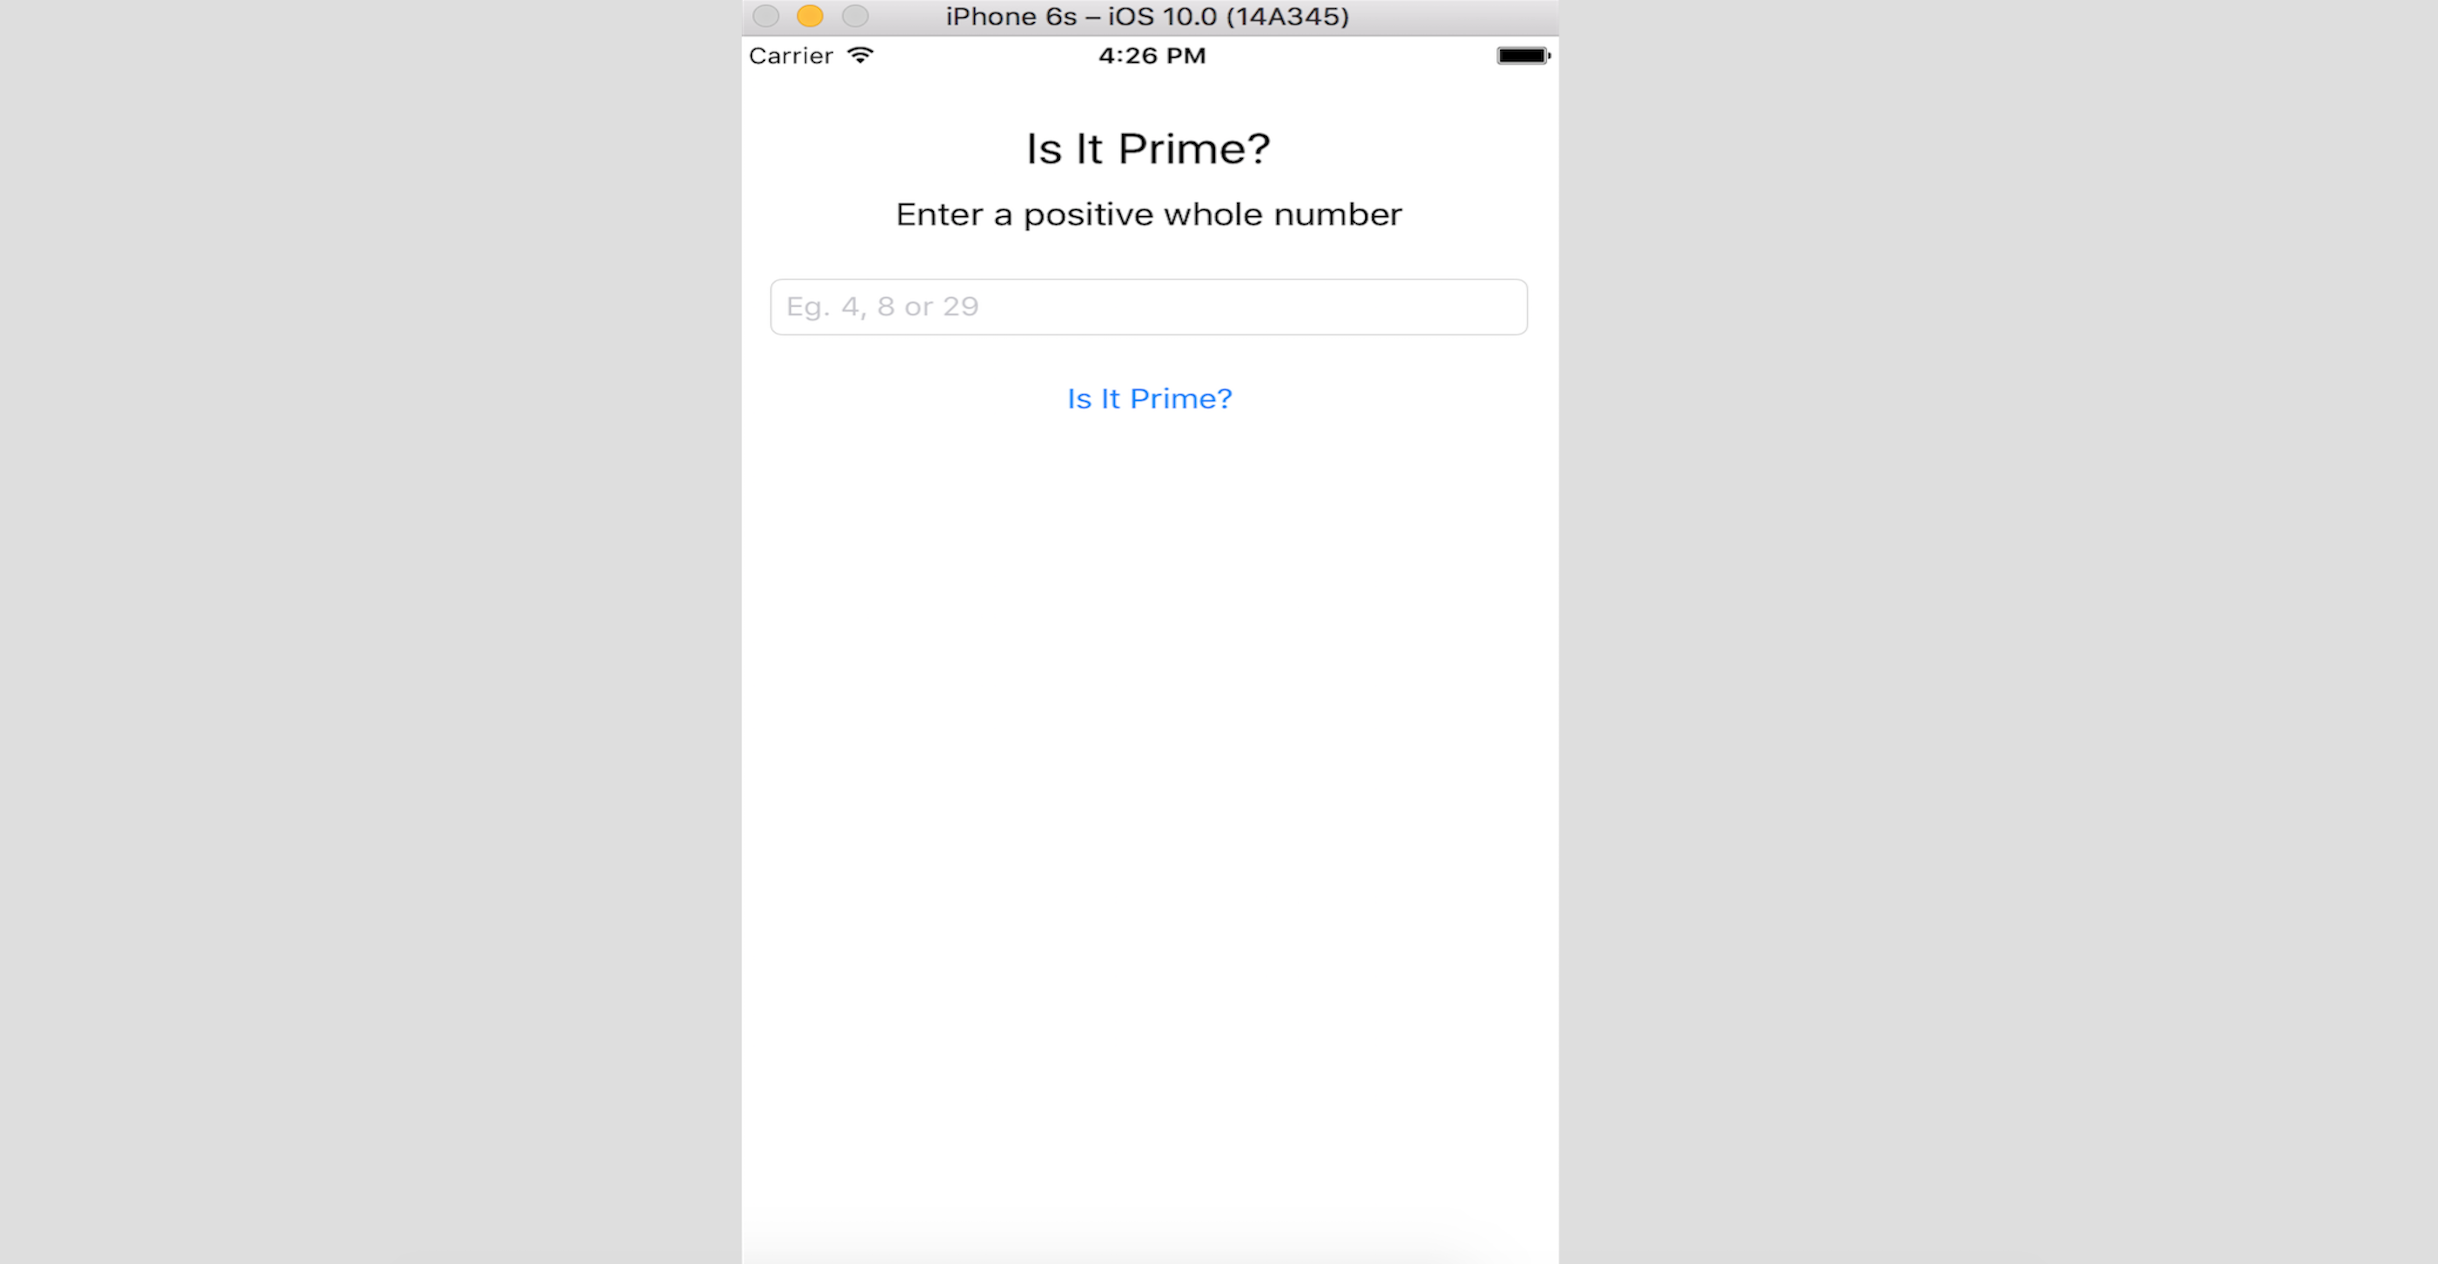 iPhone 6s – iOS 10.0 (14A345)
Carrier 4:26 PM
Is It Prime?
Enter a positive whole number
Eg. 4, 8 or 29
Is It Prime?